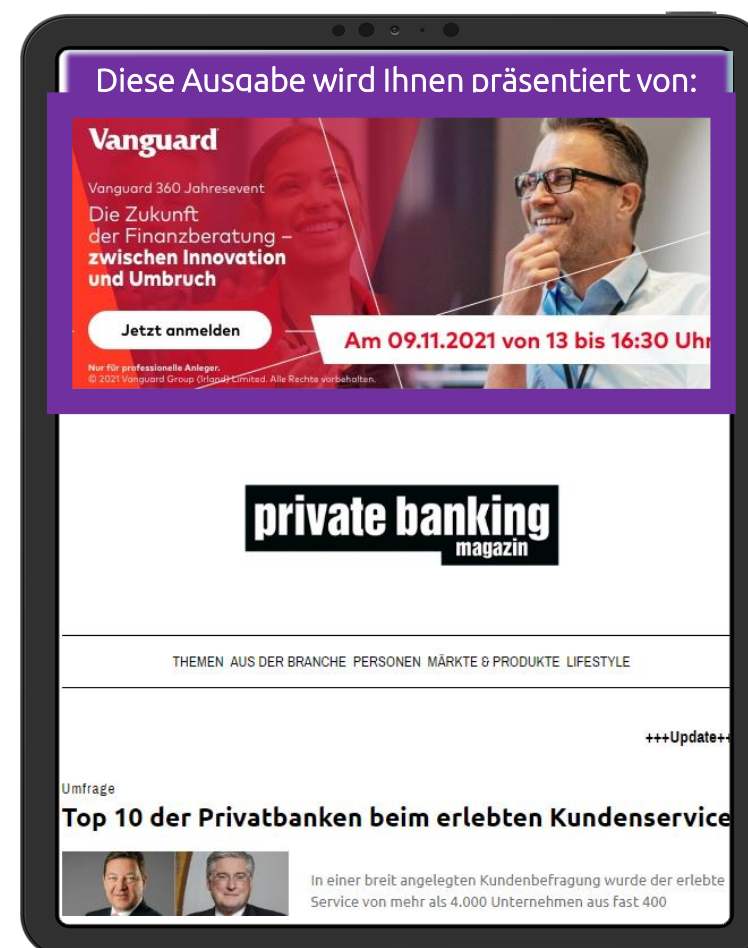 Diese Ausgabe wird Ihnen präsentiert von:
Vanguard
Vanguard 360 Jahresevent
Die Zukunft
der Finanzberatung –
zwischen Innovation
und Umbruch
Jetzt anmelden
Am 09.11.2021 von 13 bis 16:30 Uhr
Nur für professionelle Anleger.
© 2021 Vanguard Group (Irland) Limited. Alle Rechte vorbehalten.
private banking
magazin
THEMEN AUS DER BRANCHE PERSONEN MÄRKTE & PRODUKTE LIFESTYLE
+++Update++
Umfrage
Top 10 der Privatbanken beim erlebten Kundenservice
In einer breit angelegten Kundenbefragung wurde der erlebte
Service von mehr als 4.000 Unternehmen aus fast 400